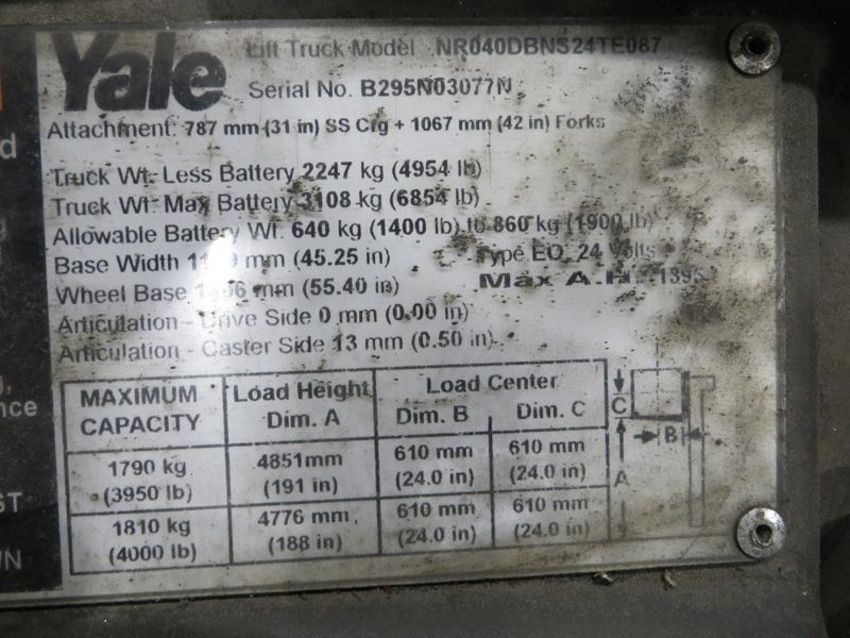 Yale
Lift Truck Model NR040DBNS24TE087
Serial No. B295N03077N
Attachment: 787 mm (31 in) SS Crg + 1067 mm (42 in) Forks
Truck Wt. Less Battery 2247 kg (4954 lb)
Truck Wt. Max Battery 3108 kg (6854 lb)
Allowable Battery Wt. 640 kg (1400 lb) to 860 kg (1900 lb)
Base Width mm (45.25 in) Type EO, 24 Volts
Wheel Base mm (55.40 in) Max A.H. 1395
Articulation - Drive Side 0 mm (0.00 in)
Articulation - Caster Side 13 mm (0.50 in)
MAXIMUM CAPACITY
Load Height Dim. A
Load Center
Dim. B Dim. C
1790 kg 4851mm 610 mm 610 mm
(3950 lb) (191 in) (24.0 in) (24.0 in)
1810 kg 4776 mm 610 mm 610 mm
(4000 lb) (188 in) (24.0 in) (24.0 in)
C
B
A